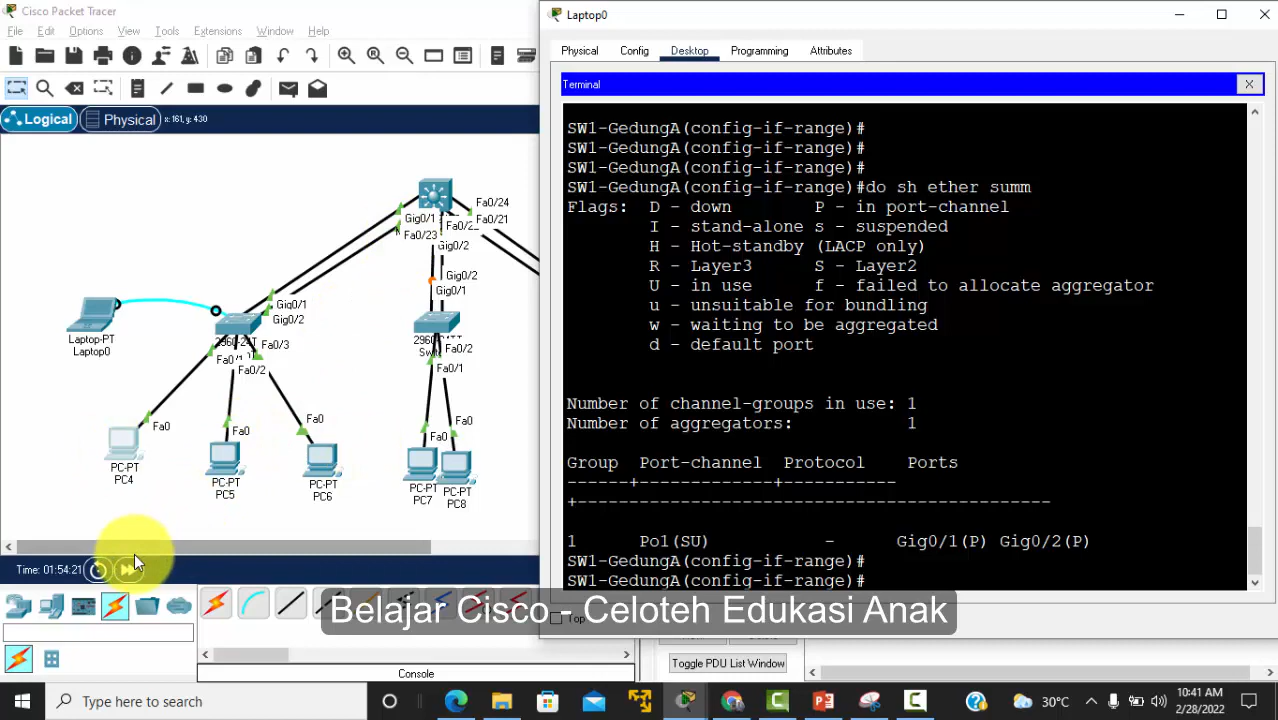 Cisco Packet Tracer
File Edit Options View Tools Extensions Window Help
Logical Physical x: 161, y: 430
Fa0/24
Gig0/1 Fa0/21
Fa0/23
Gig0/2
Gig0/2
Gig0/1
Gig0/1
Gig0/2
Laptop-PT
Laptop0
Fa0/3
Fa0/2
Fa0/2
Fa0/1
Fa0
Fa0
Fa0
Fa0
Fa0
PC-PT
PC4
PC-PT
PC5
PC-PT
PC6
PC-PT
PC7
PC-PT
PC8
Time: 01:54:21
Console
Laptop0
Physical Config Desktop Programming Attributes
Terminal
X
SW1-GedungA(config-if-range)#
SW1-GedungA(config-if-range)#
SW1-GedungA(config-if-range)#
SW1-GedungA(config-if-range)#do sh ether summ
Flags:  D - down        P - in port-channel
I - stand-alone s - suspended
H - Hot-standby (LACP only)
R - Layer3      S - Layer2
U - in use      f - failed to allocate aggregator
u - unsuitable for bundling
w - waiting to be aggregated
d - default port
Number of channel-groups in use: 1
Number of aggregators:           1
Group  Port-channel  Protocol    Ports
------+-------------+-----------
+----------------------------------------------
1      Po1(SU)           -      Gig0/1(P) Gig0/2(P)
SW1-GedungA(config-if-range)#
SW1-GedungA(config-if-range)#
Top
Belajar Cisco - Celoteh Edukasi Anak
Toggle PDU List Window
Type here to search
30°C
10:41 AM
2/28/2022